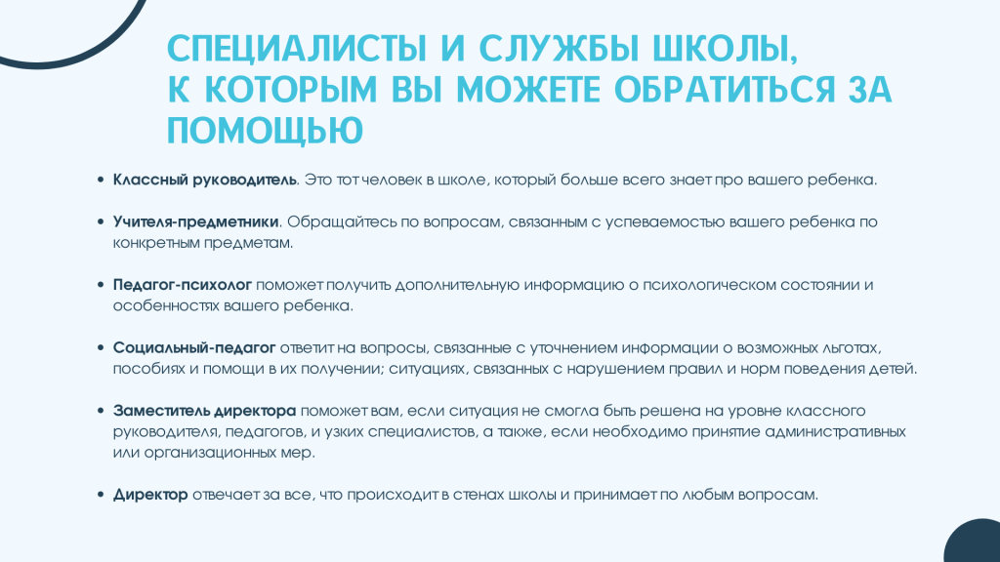 СПЕЦИАЛИСТЫ И СЛУЖБЫ ШКОЛЫ,
К КОТОРЫМ ВЫ МОЖЕТЕ ОБРАТИТЬСЯ ЗА
ПОМОЩЬЮ
• Классный руководитель. Это тот человек в школе, который больше всего знает про вашего ребенка.
• Учителя-предметники. Обращайтесь по вопросам, связанным с успеваемостью вашего ребенка по
конкретным предметам.
• Педагог-психолог поможет получить дополнительную информацию о психологическом состоянии и
особенностях вашего ребенка.
• Социальный-педагог ответит на вопросы, связанные с уточнением информации о возможных льготах,
пособиях и помощи в их получении; ситуациях, связанных с нарушением правил и норм поведения детей.
• Заместитель директора поможет вам, если ситуация не смогла быть решена на уровне классного
руководителя, педагогов, и узких специалистов, а также, если необходимо принятие административных
или организационных мер.
• Директор отвечает за все, что происходит в стенах школы и принимает по любым вопросам.